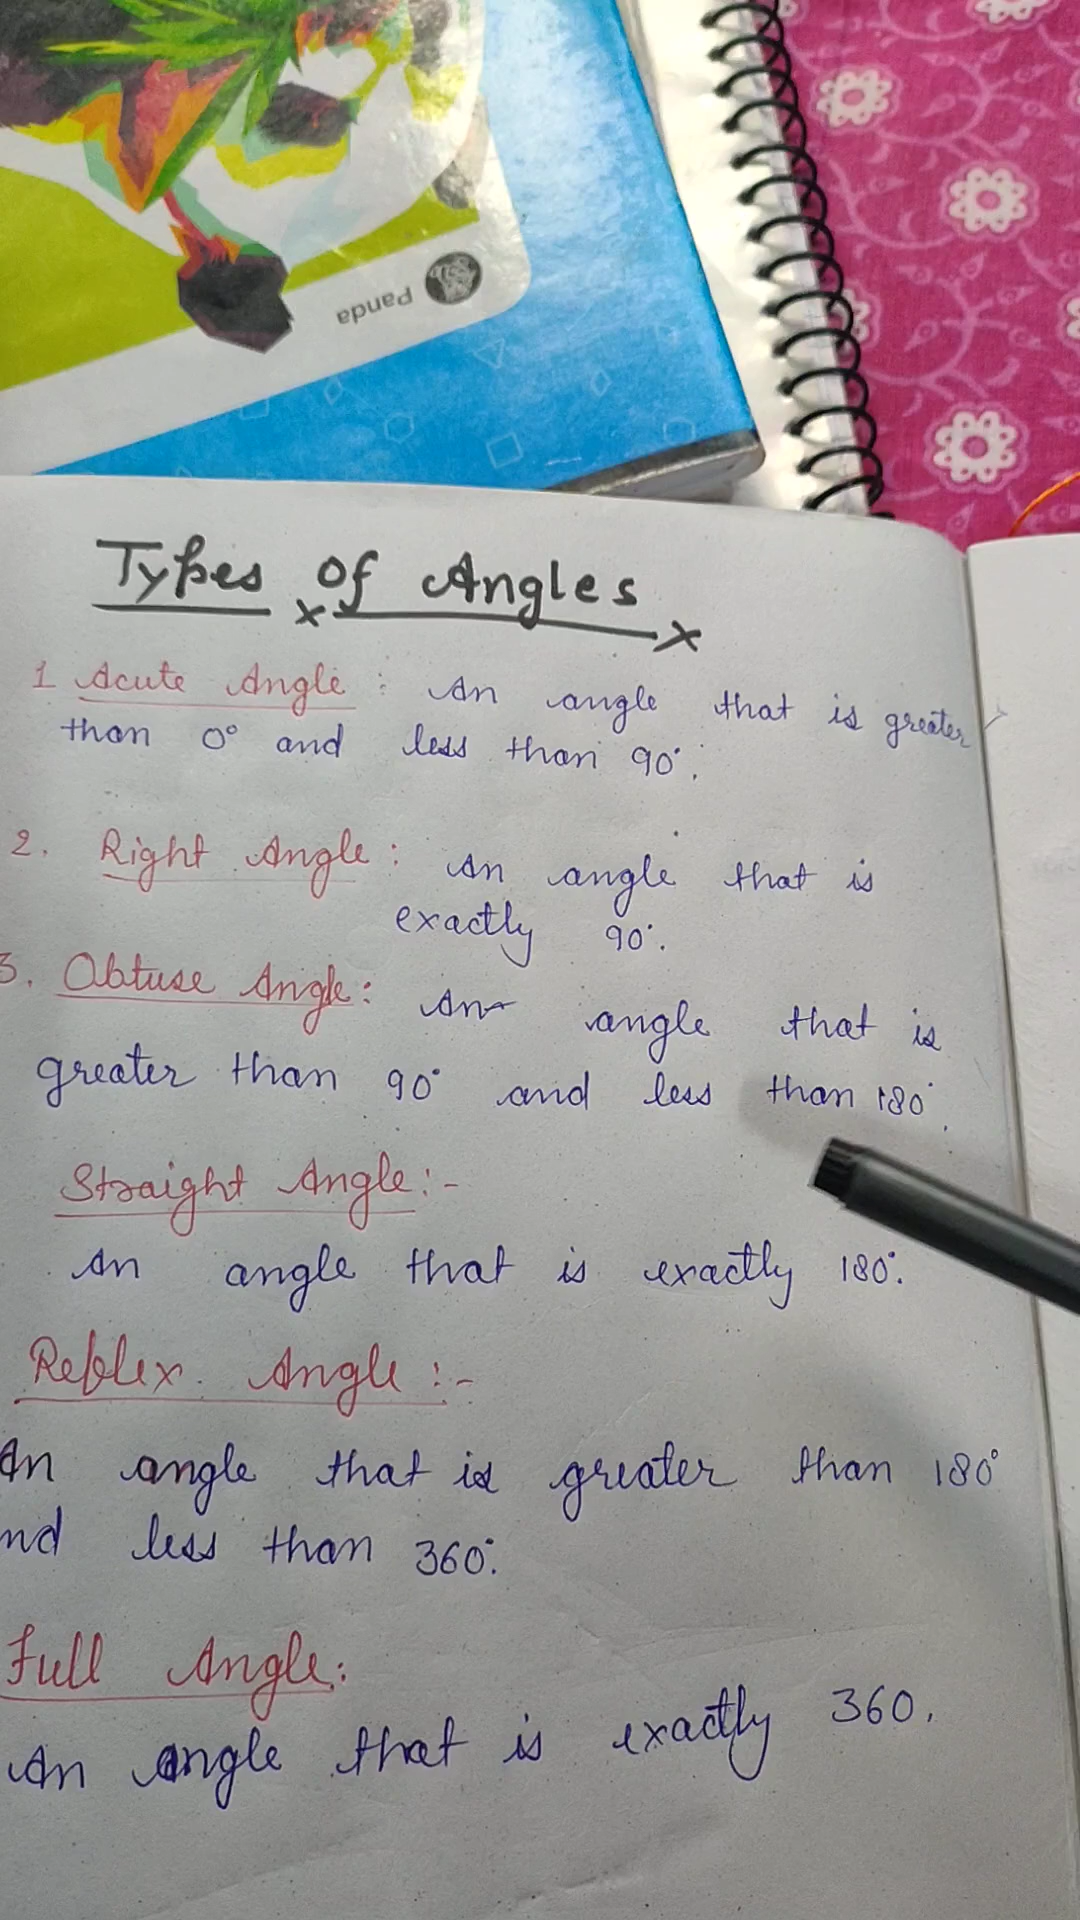 Panda
Types of Angles
1 Acute Angle : An angle that is greater
than 0° and less than 90°.
2. Right Angle : An angle that is
exactly 90°.
3. Obtuse Angle: An angle that is
greater than 90° and less than 180°.
Straight Angle:-
An angle that is exactly 180°.
Reflex Angle:-
An angle that is greater than 180°
nd less than 360°.
Full Angle:
An angle that is exactly 360.